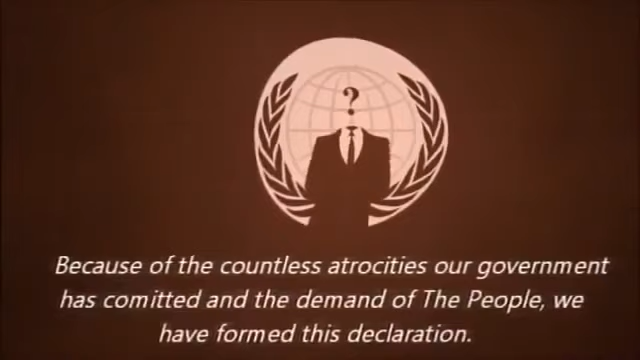 ?
Because of the countless atrocities our government
has comitted and the demand of The People, we
have formed this declaration.